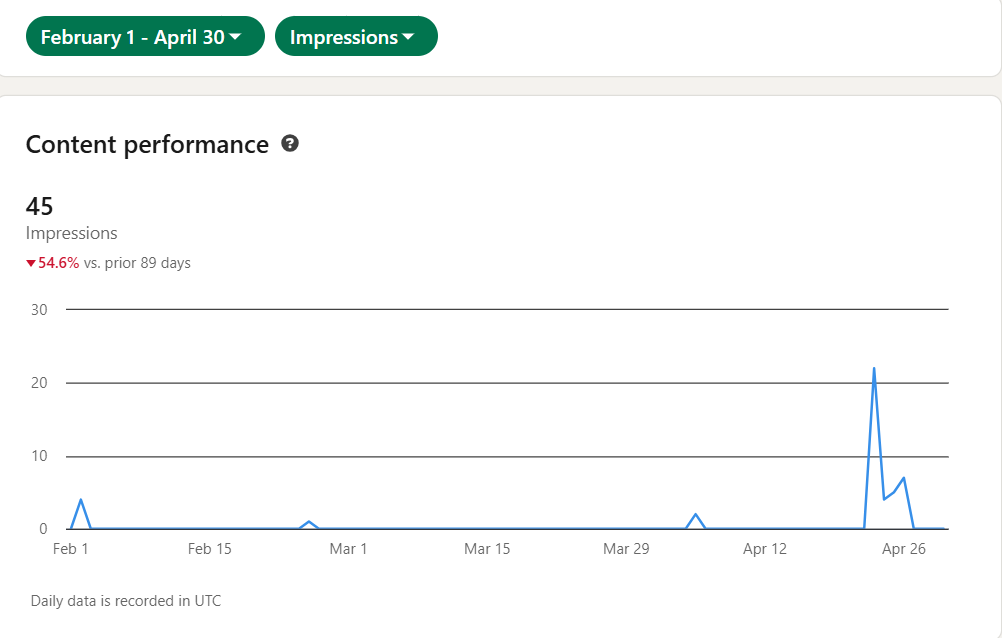 February 1 - April 30 Impressions
Content performance ?
45
Impressions
54.6% vs. prior 89 days
30
20
10
0
Feb 1 Feb 15 Mar 1 Mar 15 Mar 29 Apr 12 Apr 26
Daily data is recorded in UTC